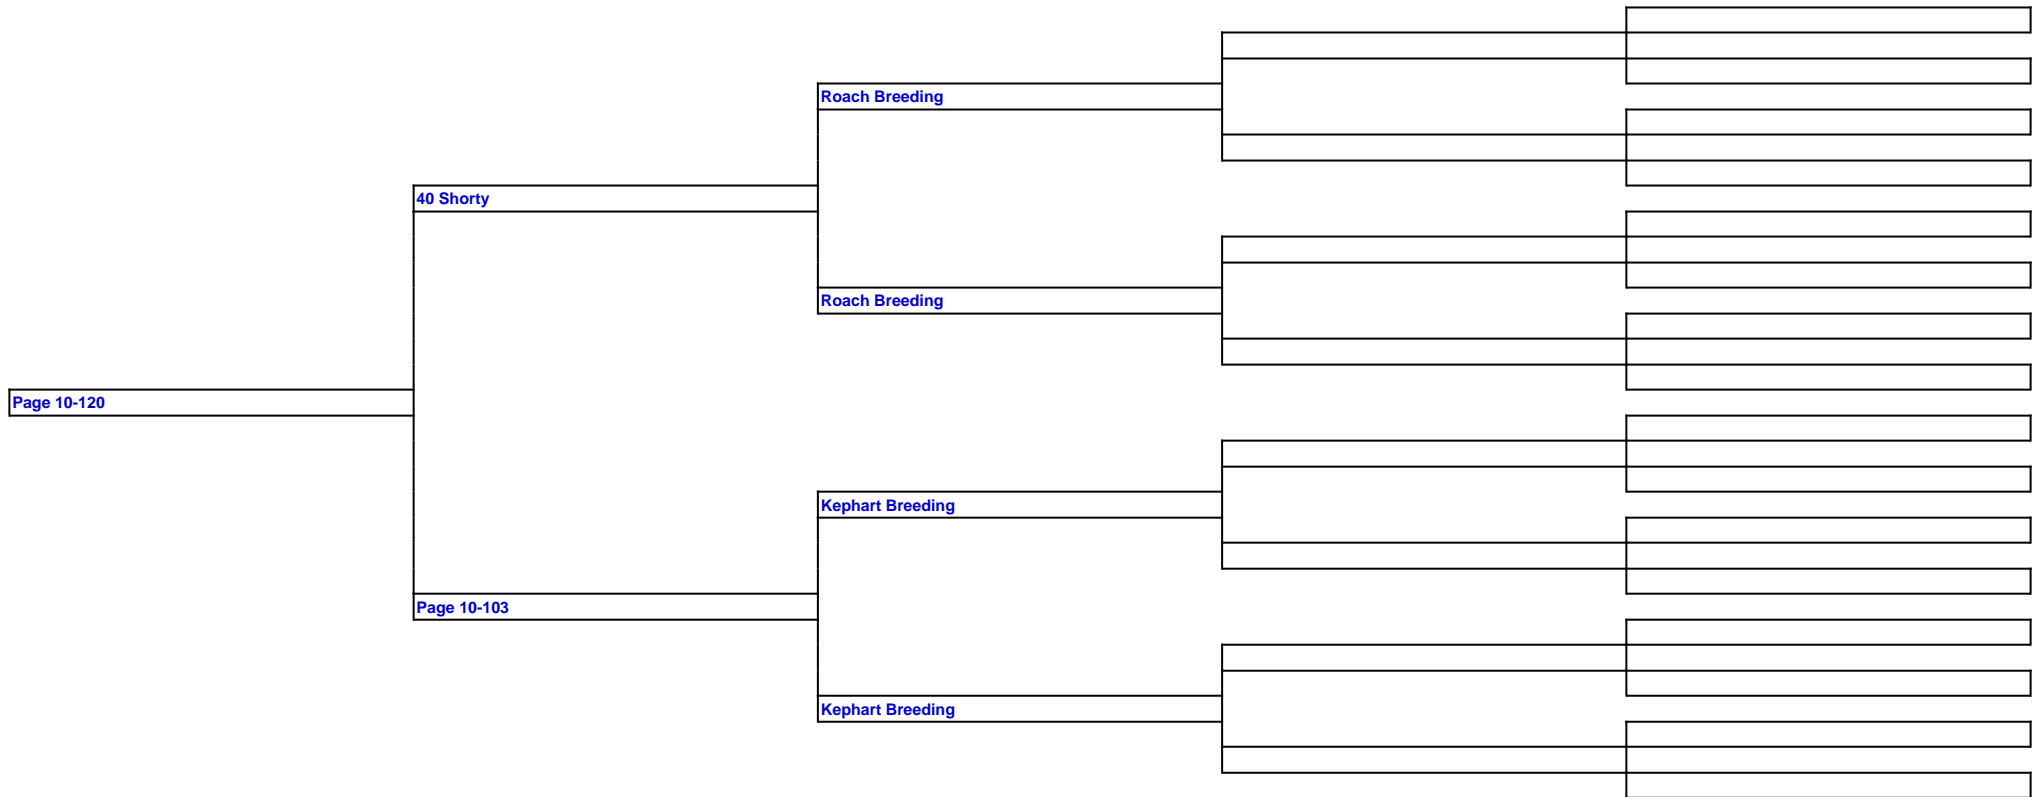 Roach Breeding
40 Shorty
Roach Breeding
Page 10-120
Kephart Breeding
Page 10-103
Kephart Breeding